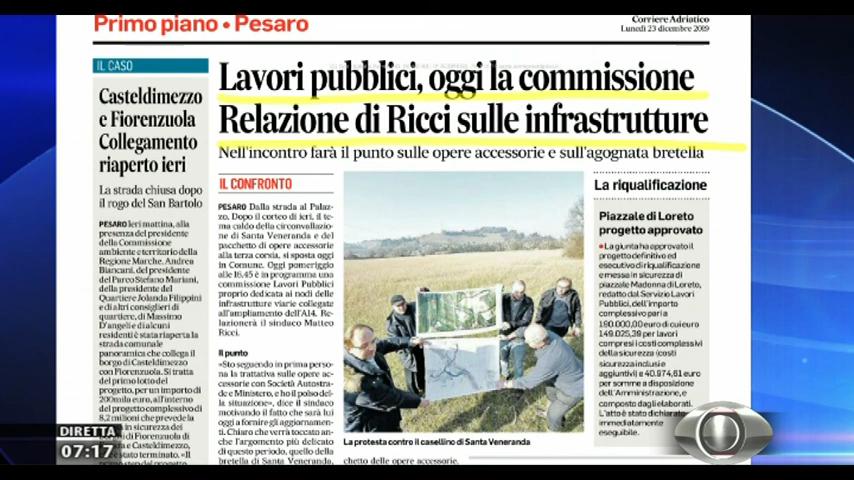 Primo piano • Pesaro
Corriere Adriatico
Lunedì 23 dicembre 2019
IL CASO
Casteldimezzo
e Fiorenzuola
Collegamento
riaperto ieri
La strada chiusa dopo
il rogo del San Bartolo
PESARO Ieri mattina, alla
presenza del presidente
della Commissione
ambiente e territorio della
Regione Marche, Andrea
Biancani, del presidente
del Parco Stefano Mariani,
della presidente del
Quartiere Jolanda Filippini
e di altri consiglieri di
quartiere, di Massimo
D'angeli e di alcuni
residenti è stata riaperta la
strada comunale
panoramica che collega il
borgo di Casteldimezzo
con Fiorenzuola. Si tratta
del primo lotto del
progetto, per un importo di
200mila euro, all'interno
del progetto complessivo di
8,2 milioni che prevede la
in sicurezza dei
di Fiorenzuola di
e Casteldimezzo,
è stato terminato. «Il
Lavori pubblici, oggi la commissione
Relazione di Ricci sulle infrastrutture
Nell'incontro farà il punto sulle opere accessorie e sull'agognata bretella
IL CONFRONTO
PESARO Dalla strada al Palaz-
zo. Dopo il corteo di ieri, il te-
ma caldo della circonvallazio-
ne di Santa Veneranda e del
pacchetto di opere accessorie
alla terza corsia, si sposta oggi
in Comune. Oggi pomeriggio
alle 16.45 è in programma una
commissione Lavori Pubblici
proprio dedicata ai nodi delle
infrastrutture viarie collegate
all'ampliamento dell'A14. Re-
lazionerà il sindaco Matteo
Ricci.
Il punto
«Sto seguendo in prima perso-
na la trattativa sulle opere ac-
cessorie con Società Autostra-
de e Ministero, e ho il polso del-
la situazione», dice il sindaco
motivando il fatto che sarà lui
oggi a fornire gli aggiornamen-
ti. Chiaro che verrà toccato an-
che l'argomento più delicato
di questo periodo, quello della
bretella di Santa Veneranda,
La protesta contro il casellino di Santa Veneranda
chetto delle opere accessorie.
La riqualificazione
Piazzale di Loreto
progetto approvato
● La giunta ha approvato il
progetto definitivo ed
esecutivo di riqualificazione
e messa in sicurezza di
piazzale Madonna di Loreto,
redatto dal Servizio Lavori
Pubblici, dell'importo
complessivo pari a
190.000,00 euro di cui euro
149.025,39 per lavori
compresi i costi complessivi
della sicurezza (costi
sicurezza inclusi e
aggiuntivi) e 40.974,61 euro
per somme a disposizione
dell'Amministrazione, e
composto dagli elaborati.
L'atto è stato dichiarato
immediatamente
eseguibile.
DIRETTA
07:17